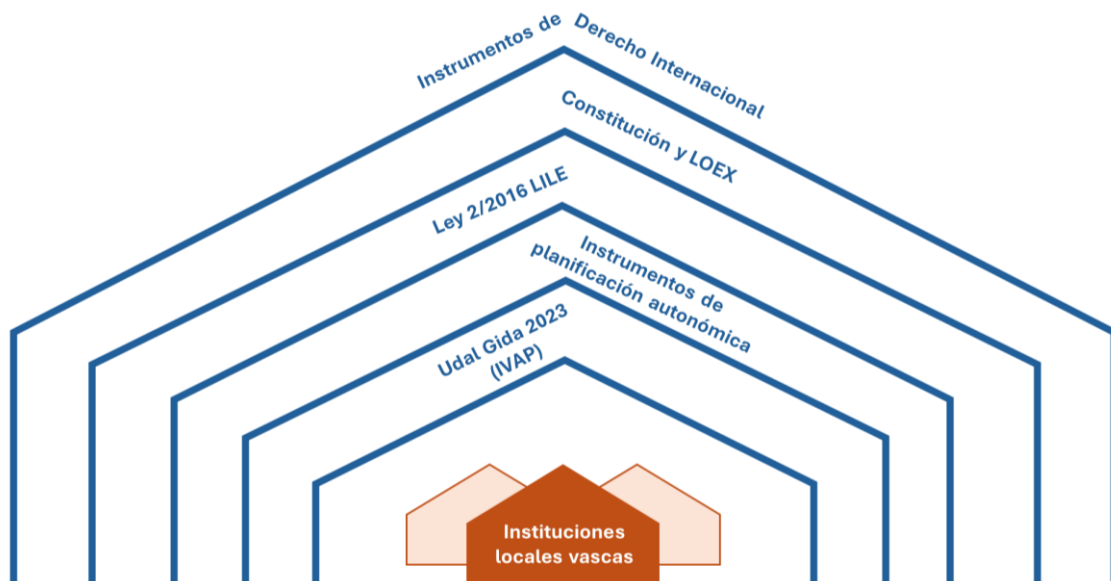 Instrumentos de Derecho Internacional
Constitución y LOEX
Ley 2/2016 LILE
Instrumentos de
planificación autonómica
Udal Gida 2023
(IVAP)
Instituciones
locales vascas